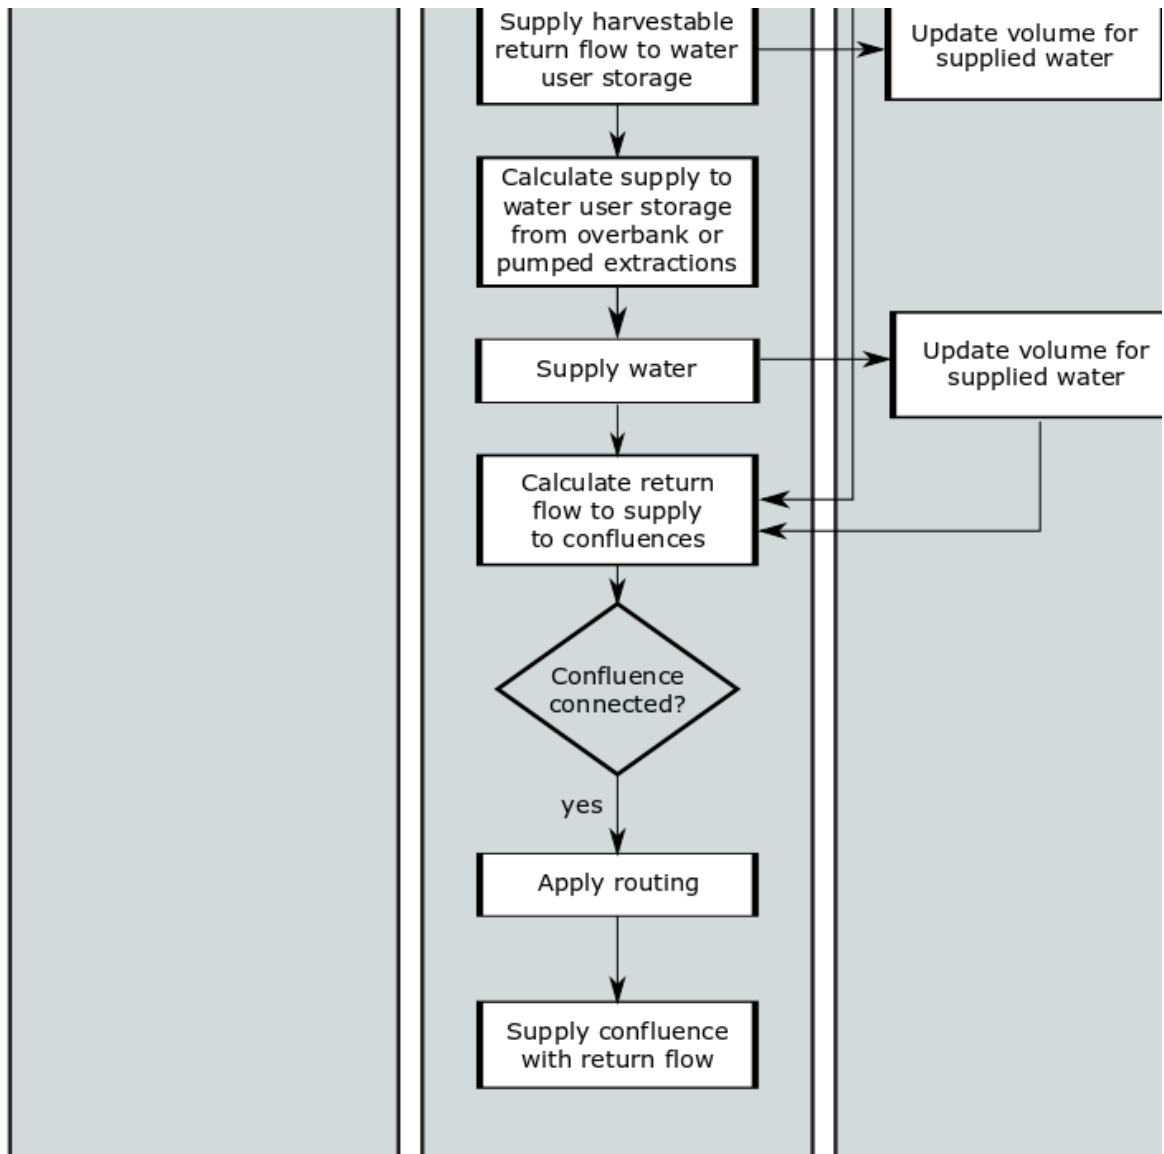 Supply harvestable
return flow to water
user storage
Update volume for
supplied water
Calculate supply to
water user storage
from overbank or
pumped extractions
Supply water
Update volume for
supplied water
Calculate return
flow to supply
to confluences
Confluence
connected?
yes
Apply routing
Supply confluence
with return flow